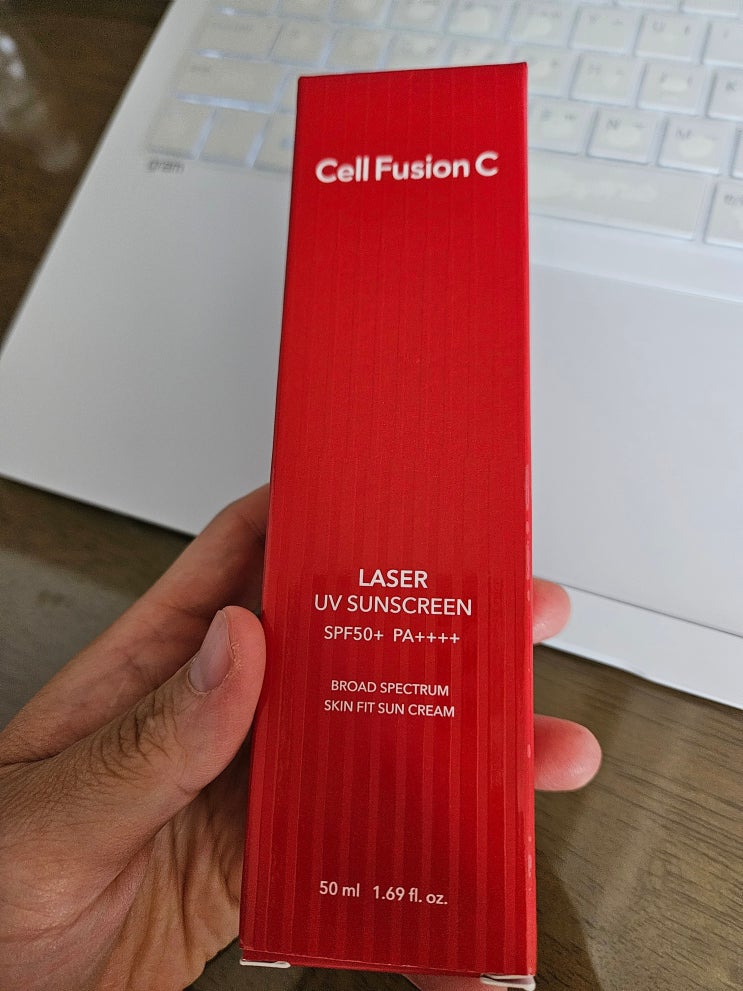 Cell Fusion C
LASER
UV SUNSCREEN
SPF50+ PA++++
BROAD SPECTRUM
SKIN FIT SUN CREAM
50 ml 1.69 fl. oz.
gram
Y U I
K
N M